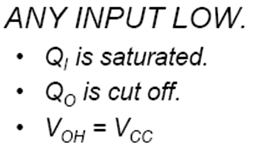 ANY INPUT LOW.
• Q_I is saturated.
• Q_O is cut off.
• V_OH = V_CC